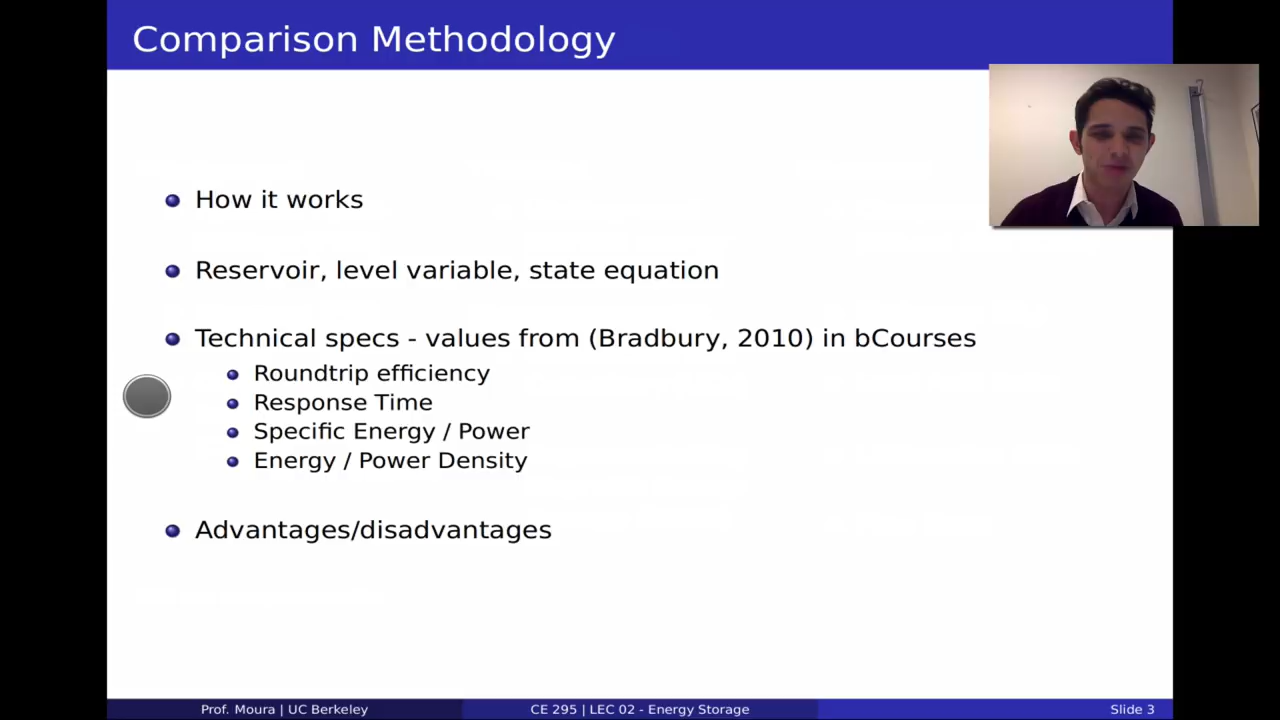 Comparison Methodology
How it works
Reservoir, level variable, state equation
Technical specs - values from (Bradbury, 2010) in bCourses
Roundtrip efficiency
Response Time
Specific Energy / Power
Energy / Power Density
Advantages/disadvantages
Prof. Moura | UC Berkeley
CE 295 | LEC 02 - Energy Storage
Slide 3